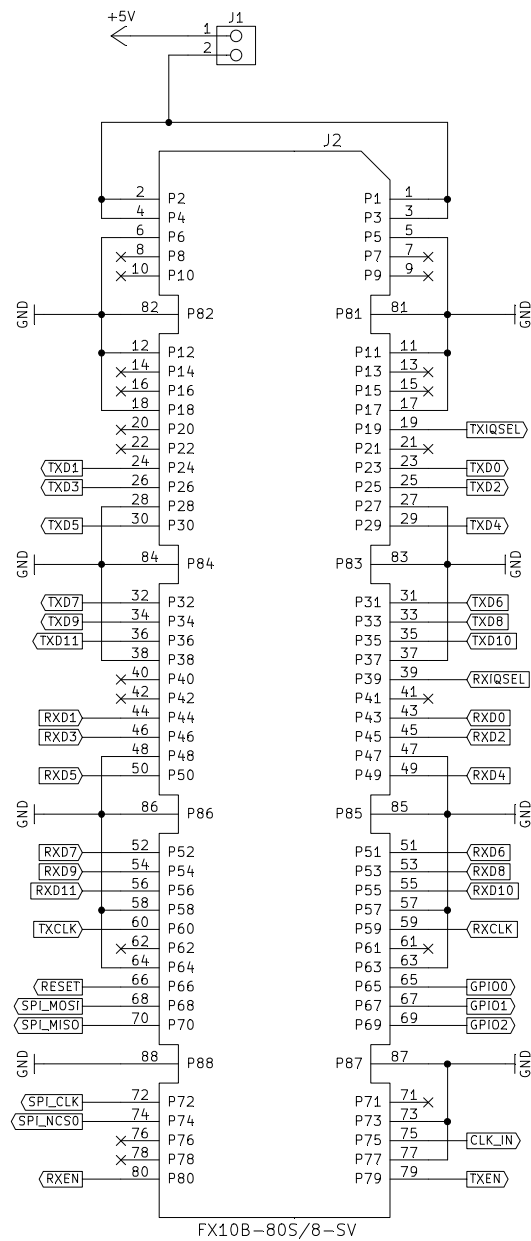 +5V
J1
1
2
J2
2 P2 P1 1
4 P4 P3 3
6 P6 P5 5
8 P8 P7 7
10 P10 P9 9
GND 82 P82 P81 81 GND
12 P12 P11 11
14 P14 P13 13
16 P16 P15 15
18 P18 P17 17
20 P20 P19 19 TXIQSEL
22 P22 P21 21
TXD1 24 P24 P23 23 TXD0
TXD3 26 P26 P25 25 TXD2
28 P28 P27 27
TXD5 30 P30 P29 29 TXD4
GND 84 P84 P83 83 GND
TXD7 32 P32 P31 31 TXD6
TXD9 34 P34 P33 33 TXD8
TXD11 36 P36 P35 35 TXD10
38 P38 P37 37
40 P40 P39 39 RXIQSEL
42 P42 P41 41
RXD1 44 P44 P43 43 RXD0
RXD3 46 P46 P45 45 RXD2
48 P48 P47 47
RXD5 50 P50 P49 49 RXD4
GND 86 P86 P85 85 GND
RXD7 52 P52 P51 51 RXD6
RXD9 54 P54 P53 53 RXD8
RXD11 56 P56 P55 55 RXD10
58 P58 P57 57
TXCLK 60 P60 P59 59 RXCLK
62 P62 P61 61
64 P64 P63 63
RESET 66 P66 P65 65 GPIO0
SPI_MOSI 68 P68 P67 67 GPIO1
SPI_MISO 70 P70 P69 69 GPIO2
GND 88 P88 P87 87 GND
SPI_CLK 72 P72 P71 71
SPI_NCS0 74 P74 P73 73
76 P76 P75 75 CLK_IN
78 P78 P77 77
RXEN 80 P80 P79 79 TXEN
FX10B-80S/8-SV